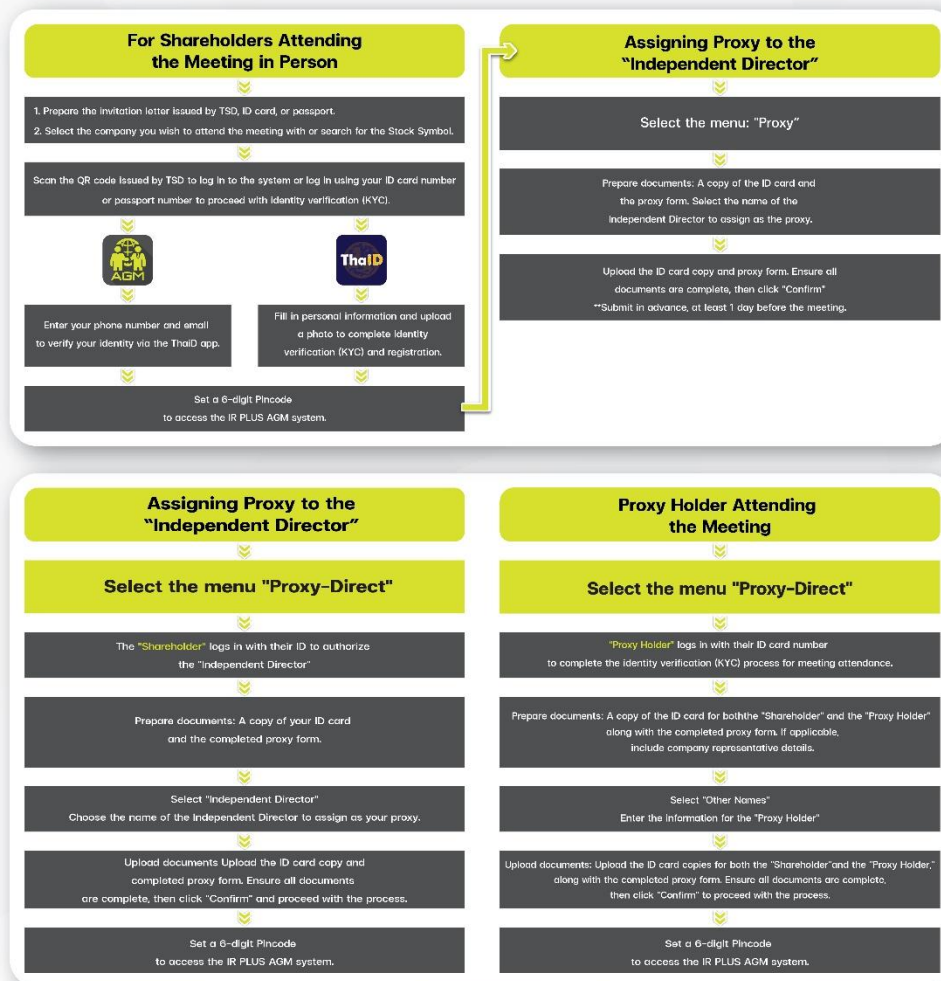 For Shareholders Attending
the Meeting in Person
1. Prepare the invitation letter issued by TSD, ID card, or passport.
2. Select the company you wish to attend the meeting with or search for the Stock Symbol.
Scan the QR code issued by TSD to log in to the system or log in using your ID card number
or passport number to proceed with identity verification (KYC).
AGM
ThaID
Enter your phone number and email
to verify your identity via the ThaiD app.
Fill in personal information and upload
a photo to complete identity
verification (KYC) and registration.
Set a 6-digit Pincode
to access the IR PLUS AGM system.
Assigning Proxy to the
"Independent Director"
Select the menu: "Proxy"
Prepare documents: A copy of the ID card and
the proxy form. Select the name of the
Independent Director to assign as the proxy.
Upload the ID card copy and proxy form. Ensure all
documents are complete, then click "Confirm"
**Submit in advance, at least 1 day before the meeting.
Assigning Proxy to the
"Independent Director"
Select the menu "Proxy-Direct"
The "Shareholder" logs in with their ID to authorize
the "Independent Director"
Prepare documents: A copy of your ID card
and the completed proxy form.
Select "Independent Director"
Choose the name of the Independent Director to assign as your proxy.
Upload documents Upload the ID card copy and
completed proxy form. Ensure all documents
are complete, then click "Confirm" and proceed with the process.
Set a 6-digit Pincode
to access the IR PLUS AGM system.
Proxy Holder Attending
the Meeting
Select the menu "Proxy-Direct"
"Proxy Holder" logs in with their ID card number
to complete the identity verification (KYC) process for meeting attendance.
Prepare documents: A copy of the ID card for boththe "Shareholder" and the "Proxy Holder"
along with the completed proxy form. If applicable,
include company representative details.
Select "Other Names"
Enter the Information for the "Proxy Holder"
Upload documents: Upload the ID card copies for both the "Shareholder"and the "Proxy Holder,"
along with the completed proxy form. Ensure all documents are complete,
then click "Confirm" to proceed with the process.
Set a 6-digit Pincode
to access the IR PLUS AGM system.